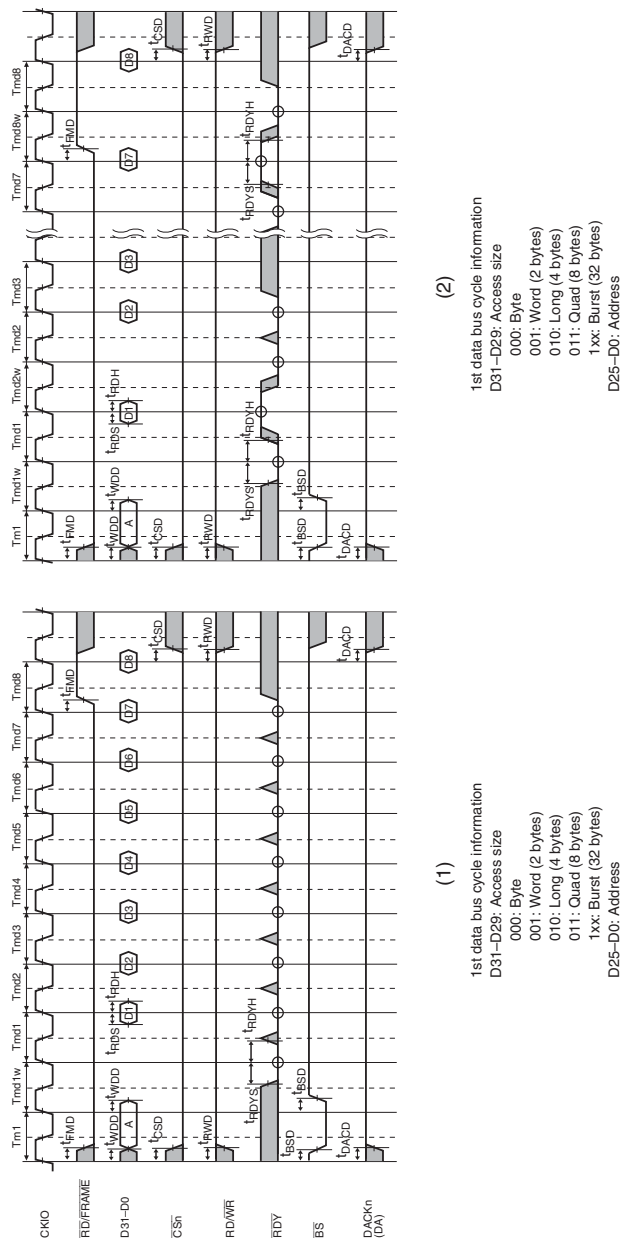 CKIO
RD/FRAME
D31–D0
CSn
RD/WR
RDY
BS
DACKn
(DA)
Tm1
Tmd1w
Tmd1
Tmd2
Tmd3
Tmd4
Tmd5
Tmd6
Tmd7
Tmd8
tFMD
tFMD
tWDD
tWDD
A
tRDS
tRDH
D1
D2
D3
D4
D5
D6
D7
D8
tCSD
tCSD
tRWD
tRWD
tRDYS
tRDYH
tBSD
tBSD
tDACD
tDACD
(1)
1st data bus cycle information
D31–D29: Access size
000: Byte
001: Word (2 bytes)
010: Long (4 bytes)
011: Quad (8 bytes)
1xx: Burst (32 bytes)
D25–D0: Address
Tm1
Tmd1w
Tmd1
Tmd2w
Tmd2
Tmd3
Tmd7
Tmd8w
Tmd8
tFMD
tFMD
tWDD
tWDD
A
tRDS
tRDH
D1
D2
D3
D7
D8
tCSD
tCSD
tRWD
tRWD
tRDYS
tRDYH
tRDYS
tRDYH
tBSD
tBSD
tDACD
tDACD
(2)
1st data bus cycle information
D31–D29: Access size
000: Byte
001: Word (2 bytes)
010: Long (4 bytes)
011: Quad (8 bytes)
1xx: Burst (32 bytes)
D25–D0: Address